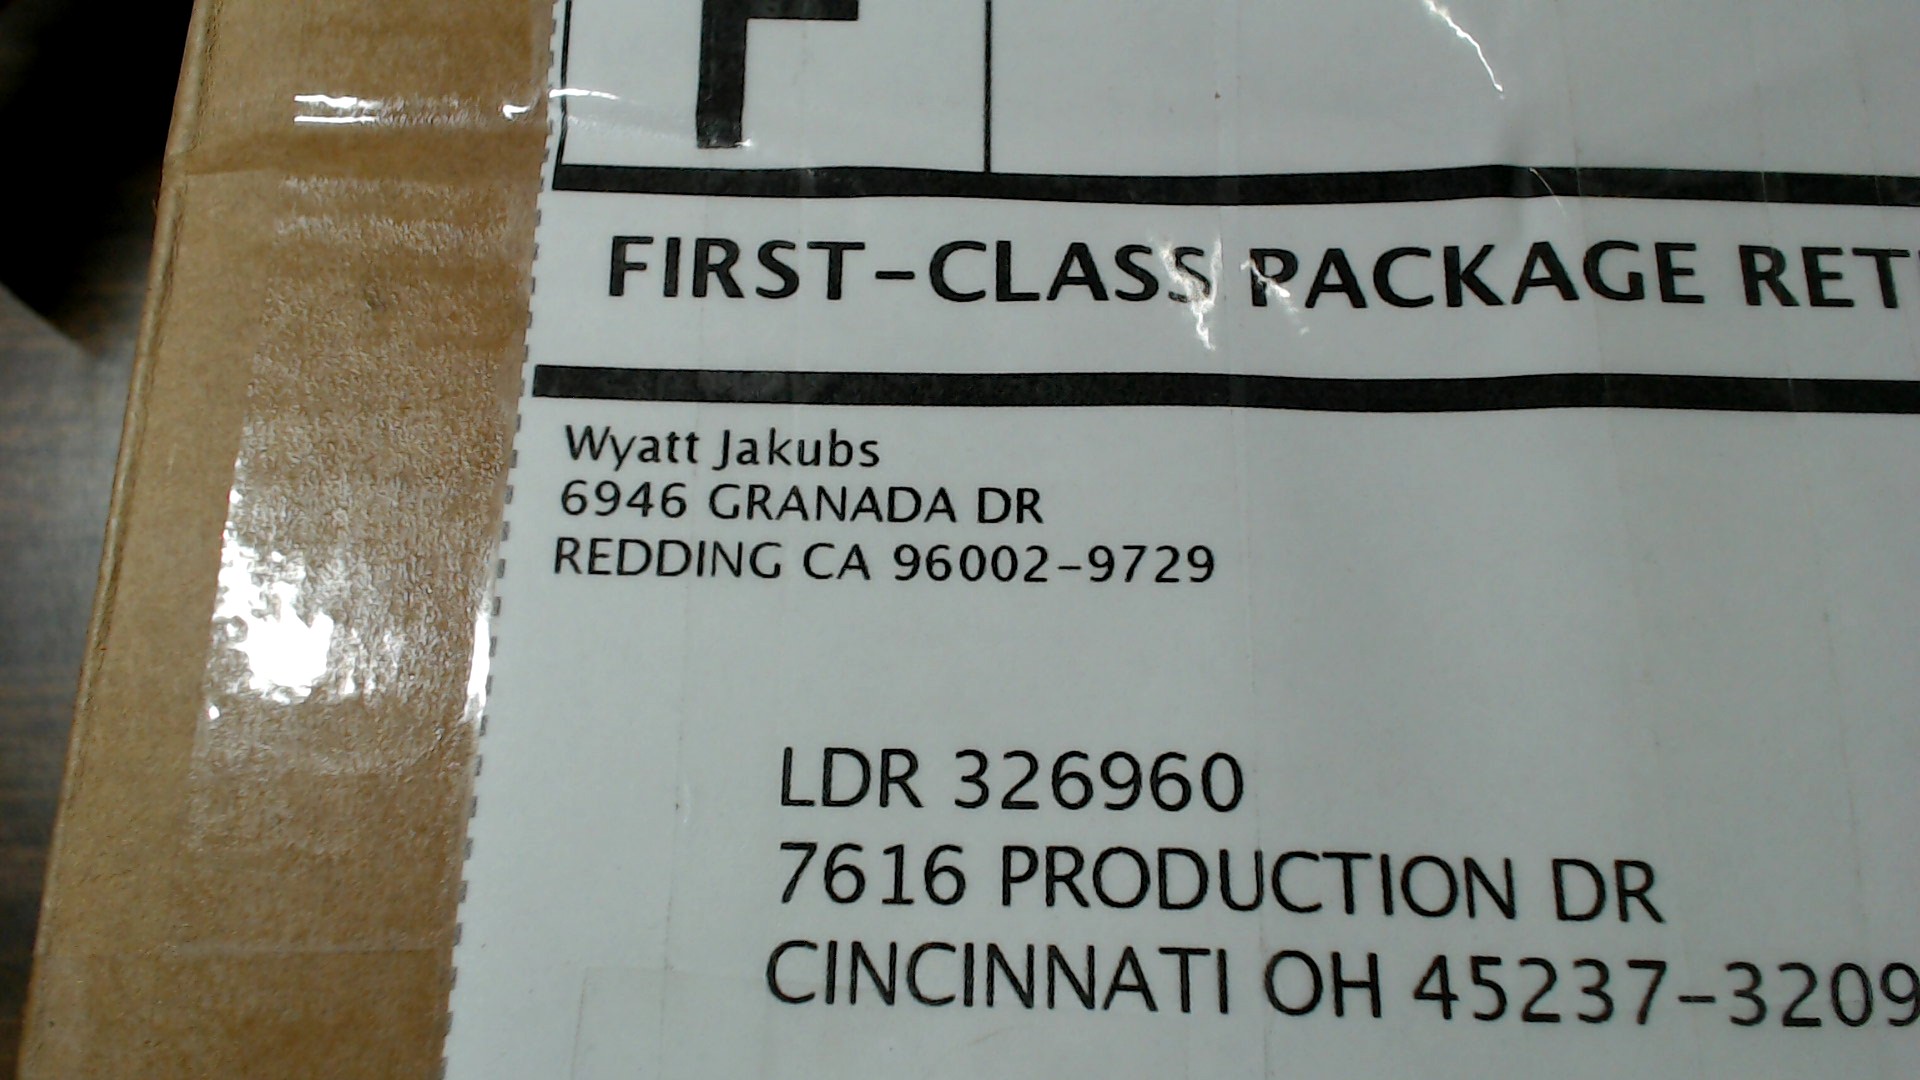 F
FIRST-CLASS PACKAGE
Wyatt Jakubs
6946 GRANADA DR
REDDING CA 96002-9729
LDR 326960
7616 PRODUCTION DR
CINCINNATI OH 45237-3209